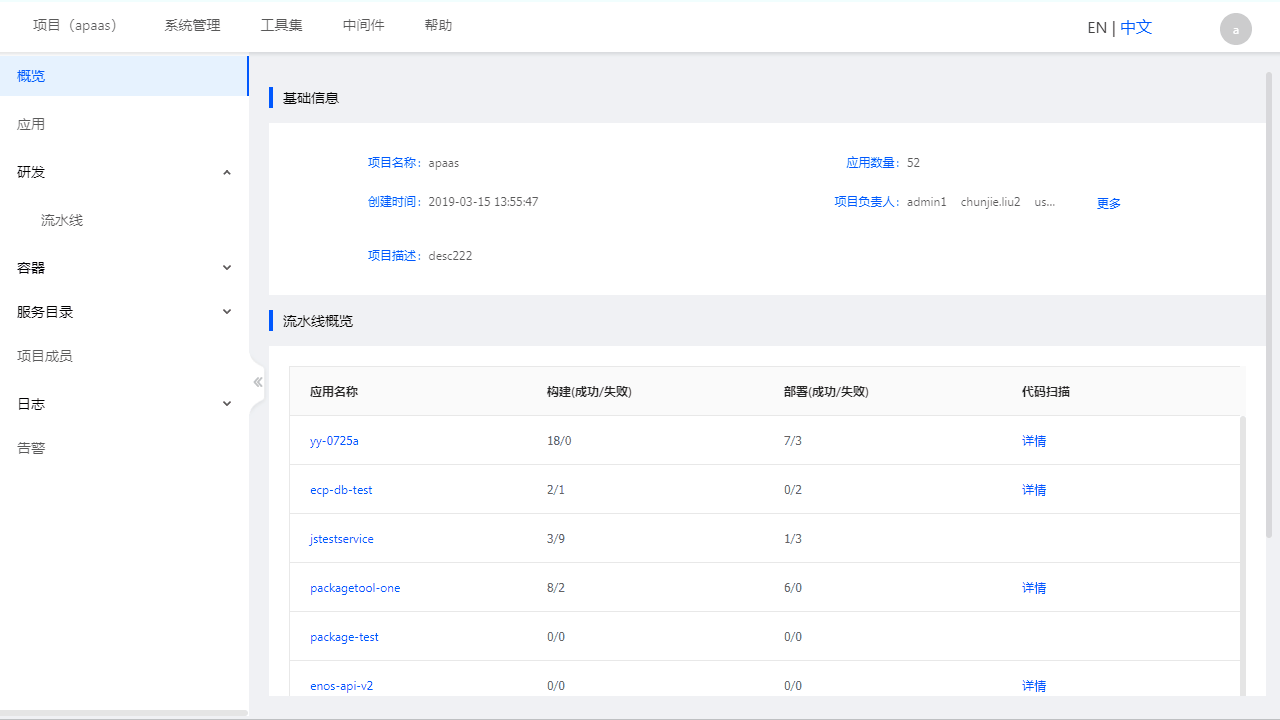 项目（apaas） 系统管理 工具集 中间件 帮助 EN | 中文 a
概览
应用
研发
流水线
容器
服务目录
项目成员
日志
告警
基础信息
项目名称： apaas 应用数量： 52
创建时间： 2019-03-15 13:55:47 项目负责人： admin1 chunjie.liu2 us... 更多
项目描述： desc222
流水线概览
应用名称 构建(成功/失败) 部署(成功/失败) 代码扫描
yy-0725a 18/0 7/3 详情
ecp-db-test 2/1 0/2 详情
jstestservice 3/9 1/3
packagetool-one 8/2 6/0 详情
package-test 0/0 0/0
enos-api-v2 0/0 0/0 详情